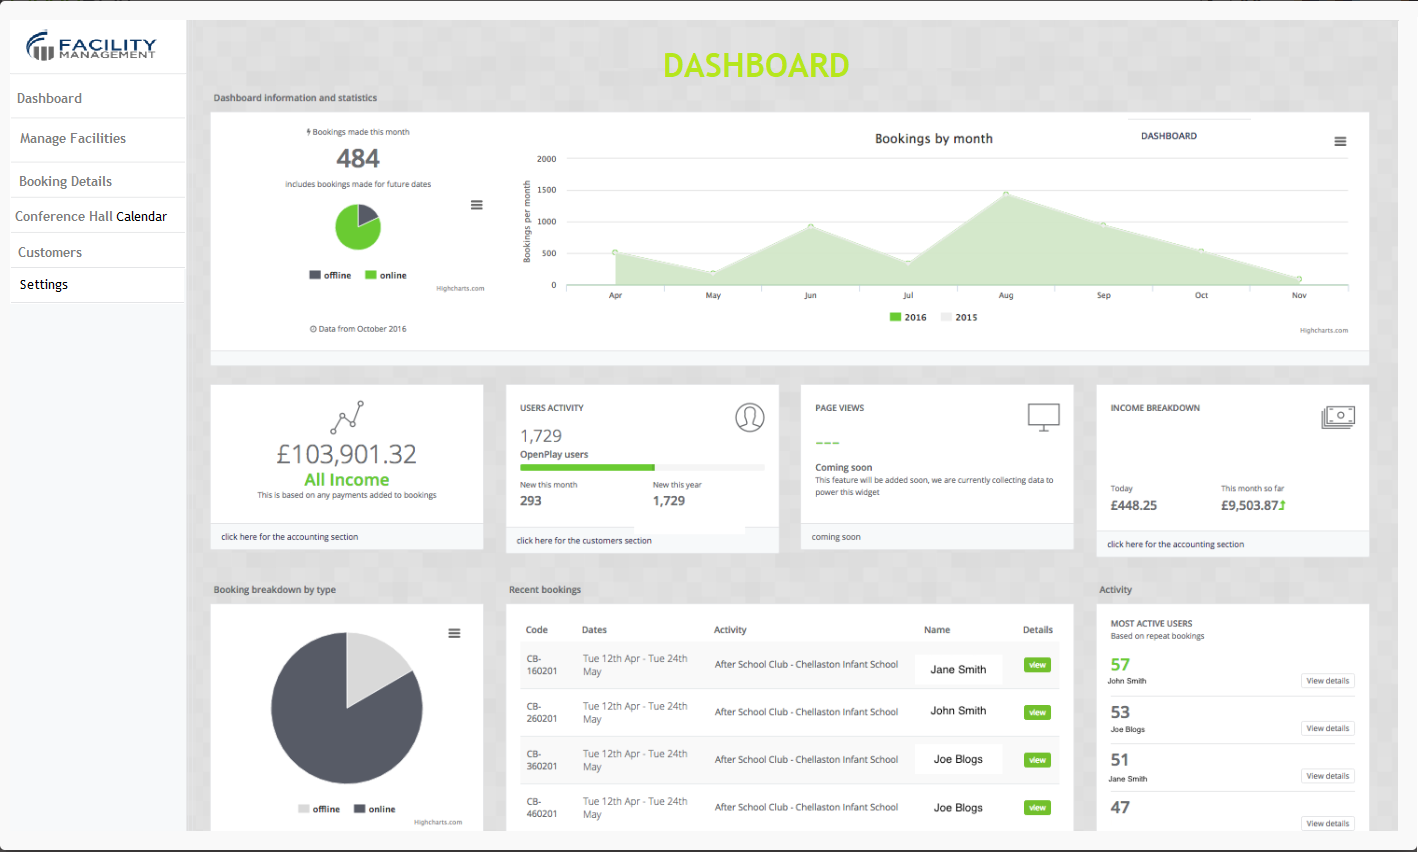 FACILITY
MANAGEMENT
Dashboard
Manage Facilities
Booking Details
Conference Hall Calendar
Customers
Settings
DASHBOARD
Dashboard information and statistics
Bookings made this month
484
includes bookings made for future dates
offline online
Highcharts.com
Data from October 2016
Bookings by month
DASHBOARD
Bookings per month
2000
1500
1000
500
0
Apr May Jun Jul Aug Sep Oct Nov
2016 2015
Highcharts.com
£103,901.32
All Income
This is based on any payments added to bookings
click here for the accounting section
USERS ACTIVITY
1,729
OpenPlay users
New this month New this year
293 1,729
click here for the customers section
PAGE VIEWS
---
Coming soon
This feature will be added soon, we are currently collecting data to
power this widget
coming soon
INCOME BREAKDOWN
Today This month so far
£448.25 £9,503.87
click here for the accounting section
Booking breakdown by type
offline online
Highcharts.com
Recent bookings
Code Dates Activity Name Details
CB-
160201
Tue 12th Apr - Tue 24th
May
After School Club - Chellaston Infant School
Jane Smith
view
CB-
260201
Tue 12th Apr - Tue 24th
May
After School Club - Chellaston Infant School
John Smith
view
CB-
360201
Tue 12th Apr - Tue 24th
May
After School Club - Chellaston Infant School
Joe Blogs
view
CB-
460201
Tue 12th Apr - Tue 24th
May
After School Club - Chellaston Infant School
Joe Blogs
view
Activity
MOST ACTIVE USERS
Based on repeat bookings
57
John Smith
View details
53
Joe Blogs
View details
51
Jane Smith
View details
47
View details